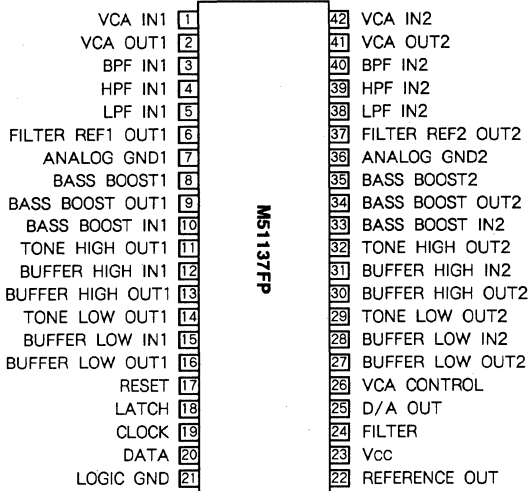 VCA IN1 1 42 VCA IN2
VCA OUT1 2 41 VCA OUT2
BPF IN1 3 40 BPF IN2
HPF IN1 4 39 HPF IN2
LPF IN1 5 38 LPF IN2
FILTER REF1 OUT1 6 37 FILTER REF2 OUT2
ANALOG GND1 7 36 ANALOG GND2
BASS BOOST1 8 35 BASS BOOST2
BASS BOOST OUT1 9 34 BASS BOOST OUT2
BASS BOOST IN1 10 33 BASS BOOST IN2
TONE HIGH OUT1 11 32 TONE HIGH OUT2
BUFFER HIGH IN1 12 31 BUFFER HIGH IN2
BUFFER HIGH OUT1 13 30 BUFFER HIGH OUT2
TONE LOW OUT1 14 29 TONE LOW OUT2
BUFFER LOW IN1 15 28 BUFFER LOW IN2
BUFFER LOW OUT1 16 27 BUFFER LOW OUT2
RESET 17 26 VCA CONTROL
LATCH 18 25 D/A OUT
CLOCK 19 24 FILTER
DATA 20 23 Vcc
LOGIC GND 21 22 REFERENCE OUT
M51137FP